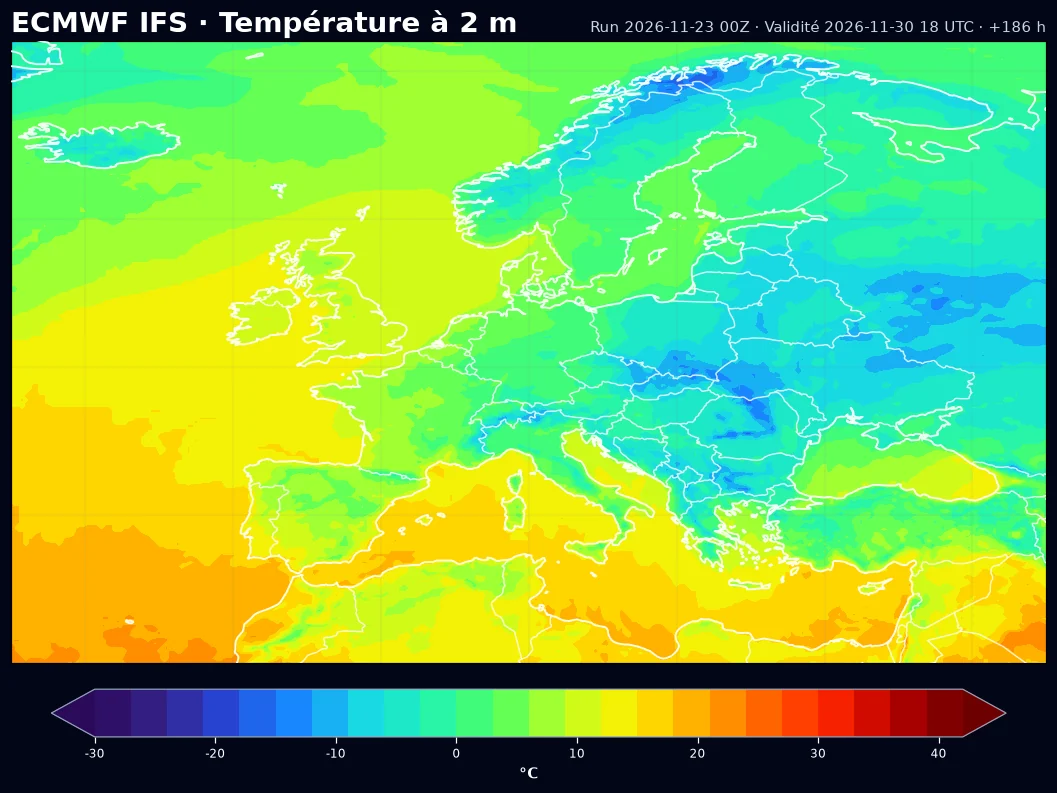 ECMWF IFS · Température à 2 m
Run 2026-11-23 00Z · Validité 2026-11-30 18 UTC · +186 h
-30 -20 -10 0 10 20 30 40
°C